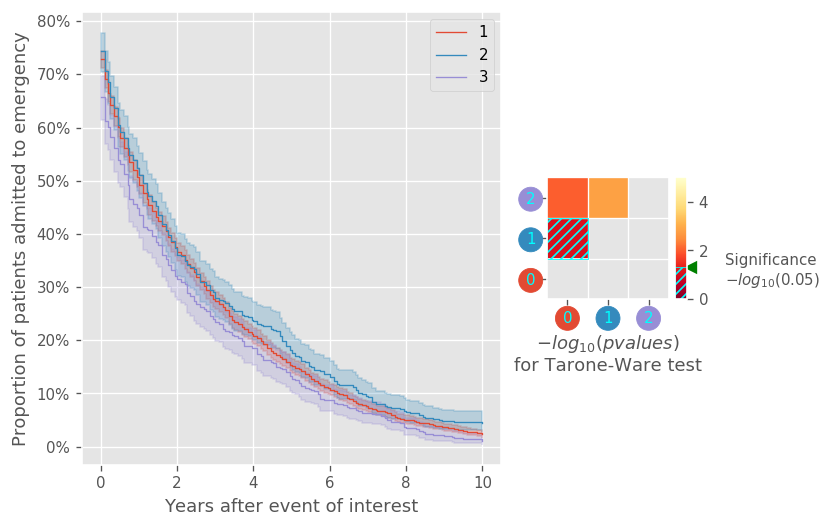 Proportion of patients admitted to emergency
80%
70%
60%
50%
40%
30%
20%
10%
0%
0 2 4 6 8 10
Years after event of interest
1
2
3
2
1
0
0 1 2
−log₁₀(pvalues)
for Tarone-Ware test
4
2
0
Significance
−log₁₀(0.05)